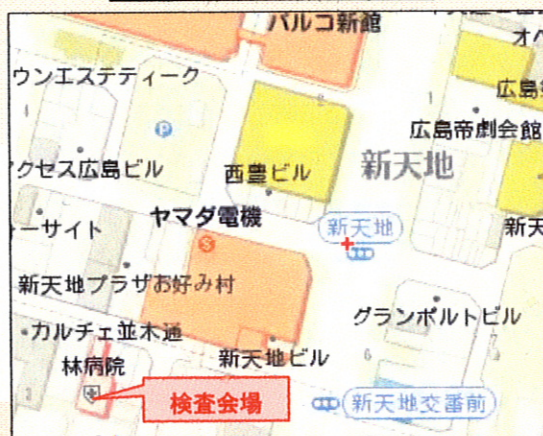 パルコ新館
オペ
ウンエステティーク
広島
広島帝劇会館
クセス広島ビル
西豊ビル
新天地
ーサイト
ヤマダ電機
新天地
新天
新天地プラザお好み村
グランポルトビル
カルチェ並木通
新天地ビル
6
林病院
検査会場
新天地交番前